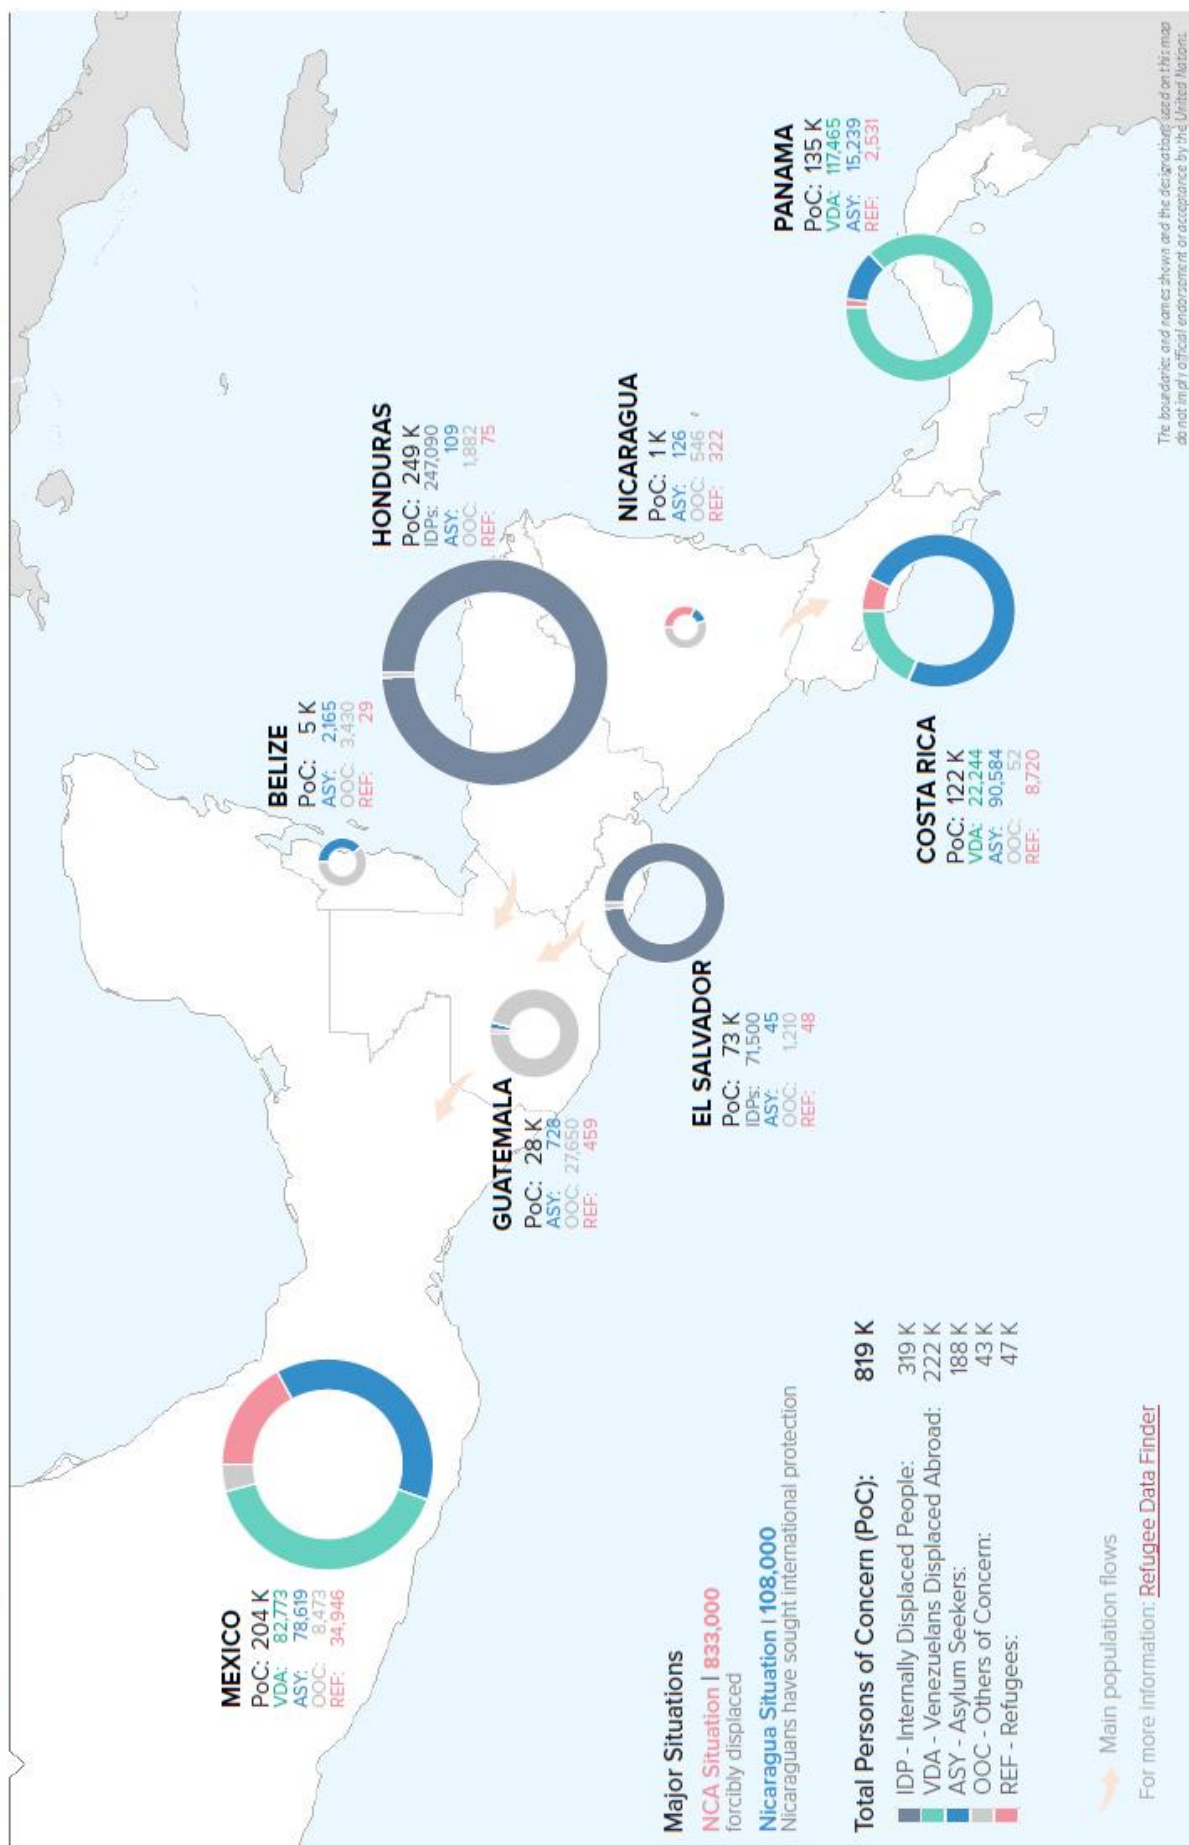 MEXICO
PoC: 204 K
VDA: 82,773
ASY: 78,619
OOC: 8,473
REF: 34,946
BELIZE
PoC: 5 K
ASY: 2,165
OOC: 3,430
REF: 29
HONDURAS
PoC: 249 K
IDPs: 247,090
ASY: 109
OOC: 1,882
REF: 75
GUATEMALA
PoC: 28 K
ASY: 728
OOC: 27,650
REF: 459
NICARAGUA
PoC: 1 K
ASY: 126
OOC: 546
REF: 322
EL SALVADOR
PoC: 73 K
IDPs: 71,500
ASY: 45
OOC: 1,210
REF: 48
PANAMA
PoC: 135 K
VDA: 117,465
ASY: 15,239
REF: 2,531
COSTA RICA
PoC: 122 K
VDA: 22,244
ASY: 90,584
OOC: 52
REF: 8,720
Major Situations
NCA Situation | 833,000
forcibly displaced
Nicaragua Situation | 108,000
Nicaraguans have sought international protection
Total Persons of Concern (PoC): 819 K
IDP - Internally Displaced People: 319 K
VDA - Venezuelans Displaced Abroad: 222 K
ASY - Asylum Seekers: 188 K
OOC - Others of Concern: 43 K
REF - Refugees: 47 K
Main population flows
For more information: Refugee Data Finder
The boundaries and names shown and the designations used on this map
do not imply official endorsement or acceptance by the United Nations.